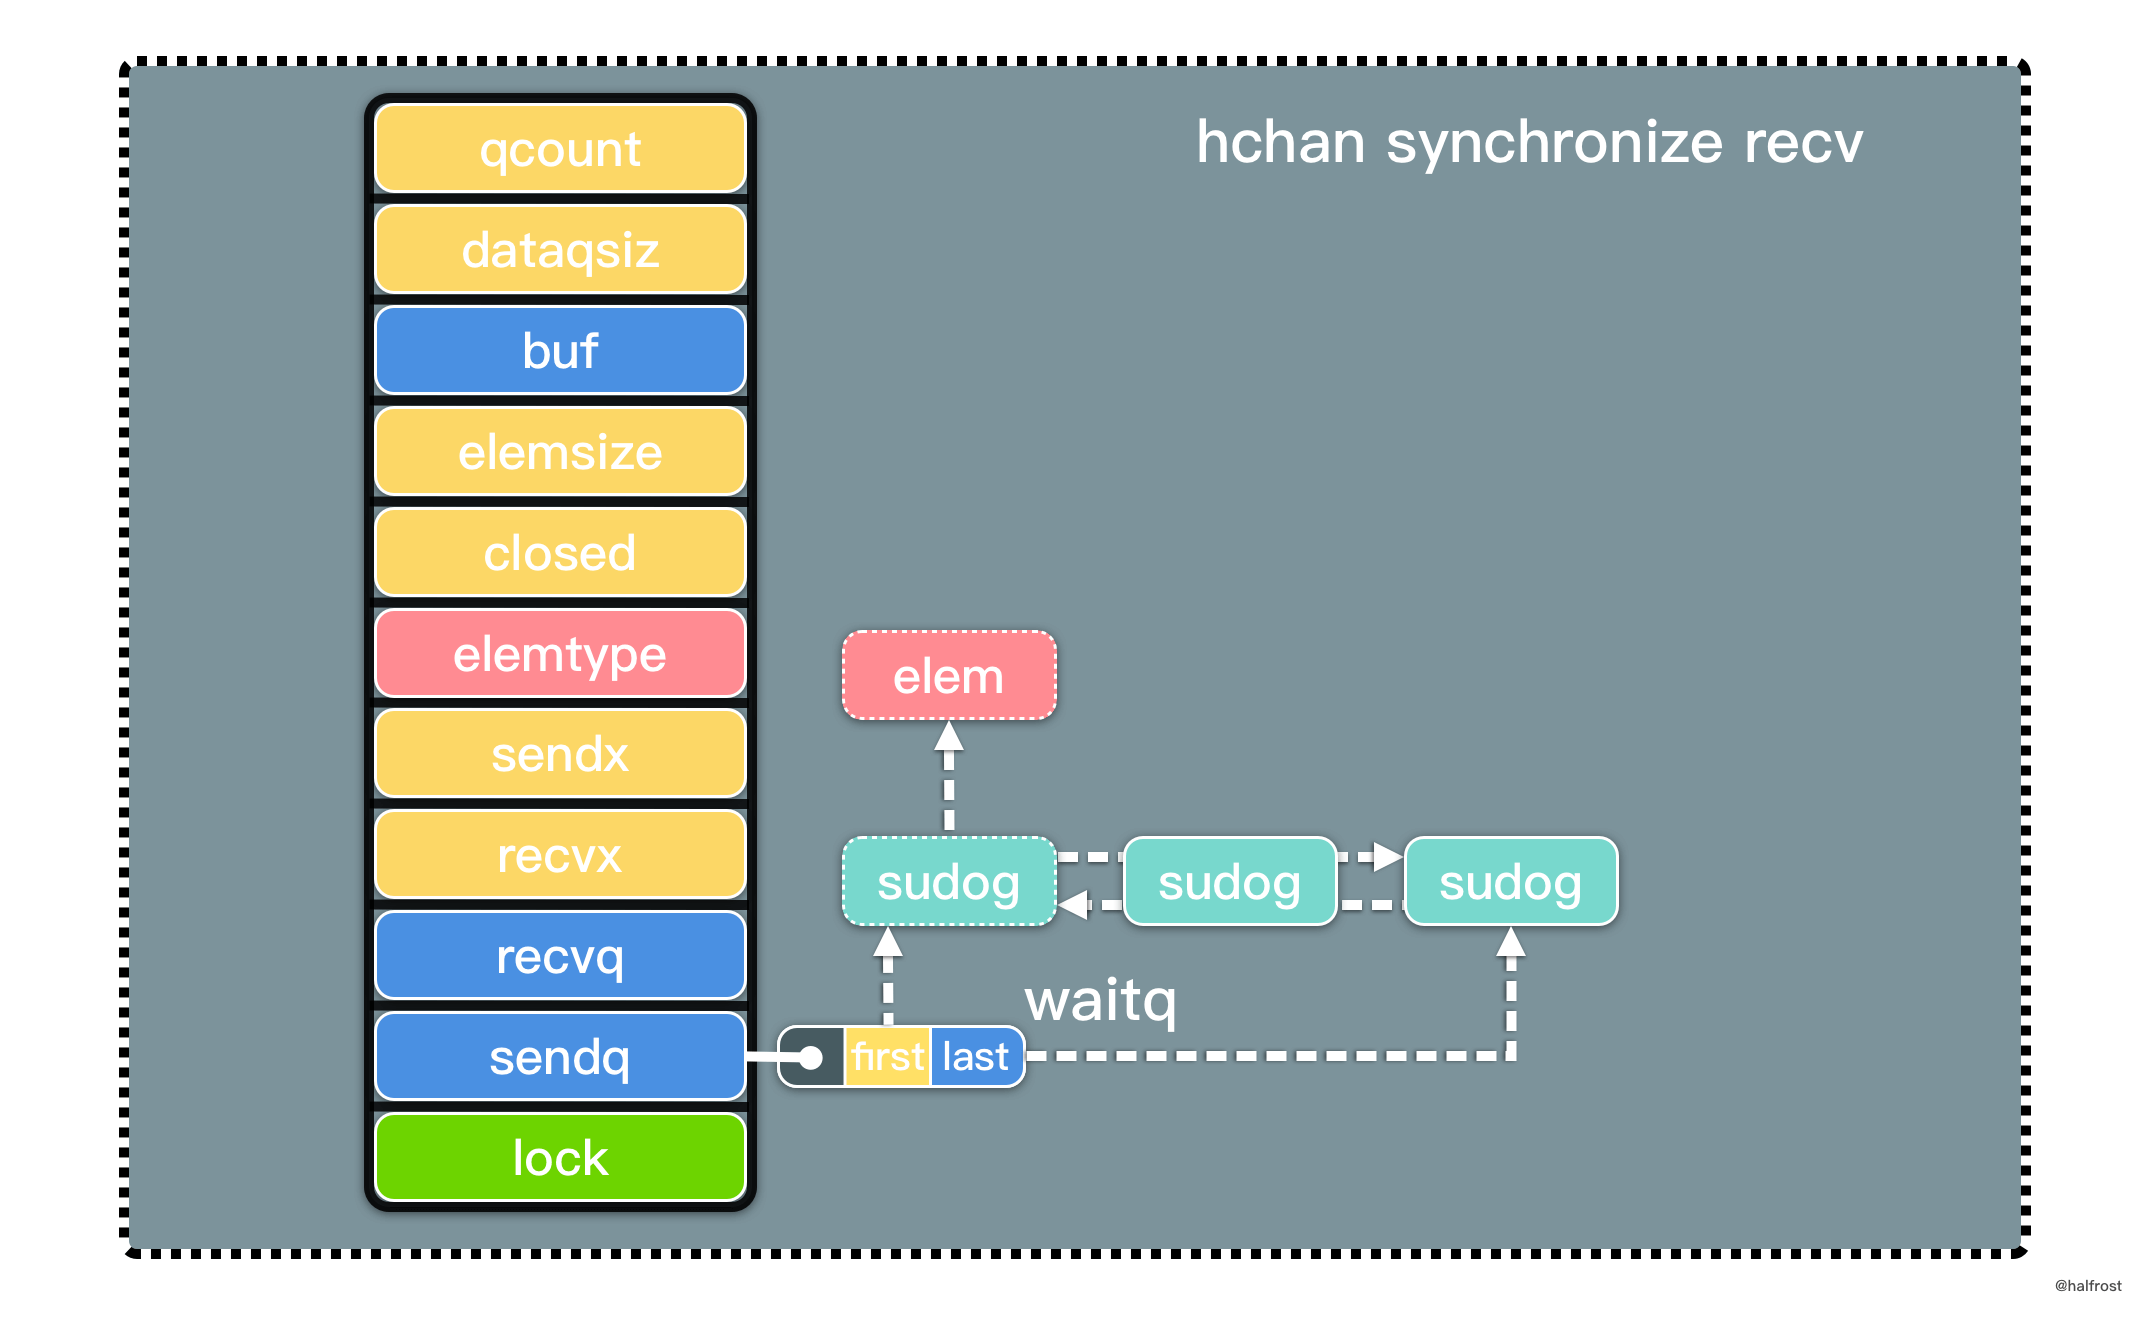 hchan synchronize recv
qcount
dataqsiz
buf
elemsize
closed
elemtype
sendx
recvx
recvq
sendq
lock
elem
sudog sudog sudog
waitq
first last
@halfrost